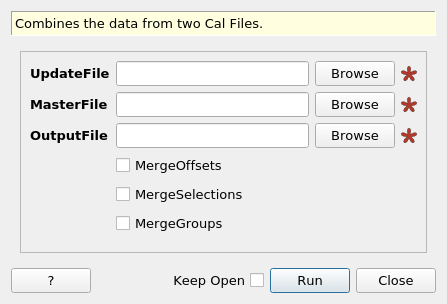 Combines the data from two Cal Files.
UpdateFile Browse *
MasterFile Browse *
OutputFile Browse *
MergeOffsets
MergeSelections
MergeGroups
? Keep Open Run Close